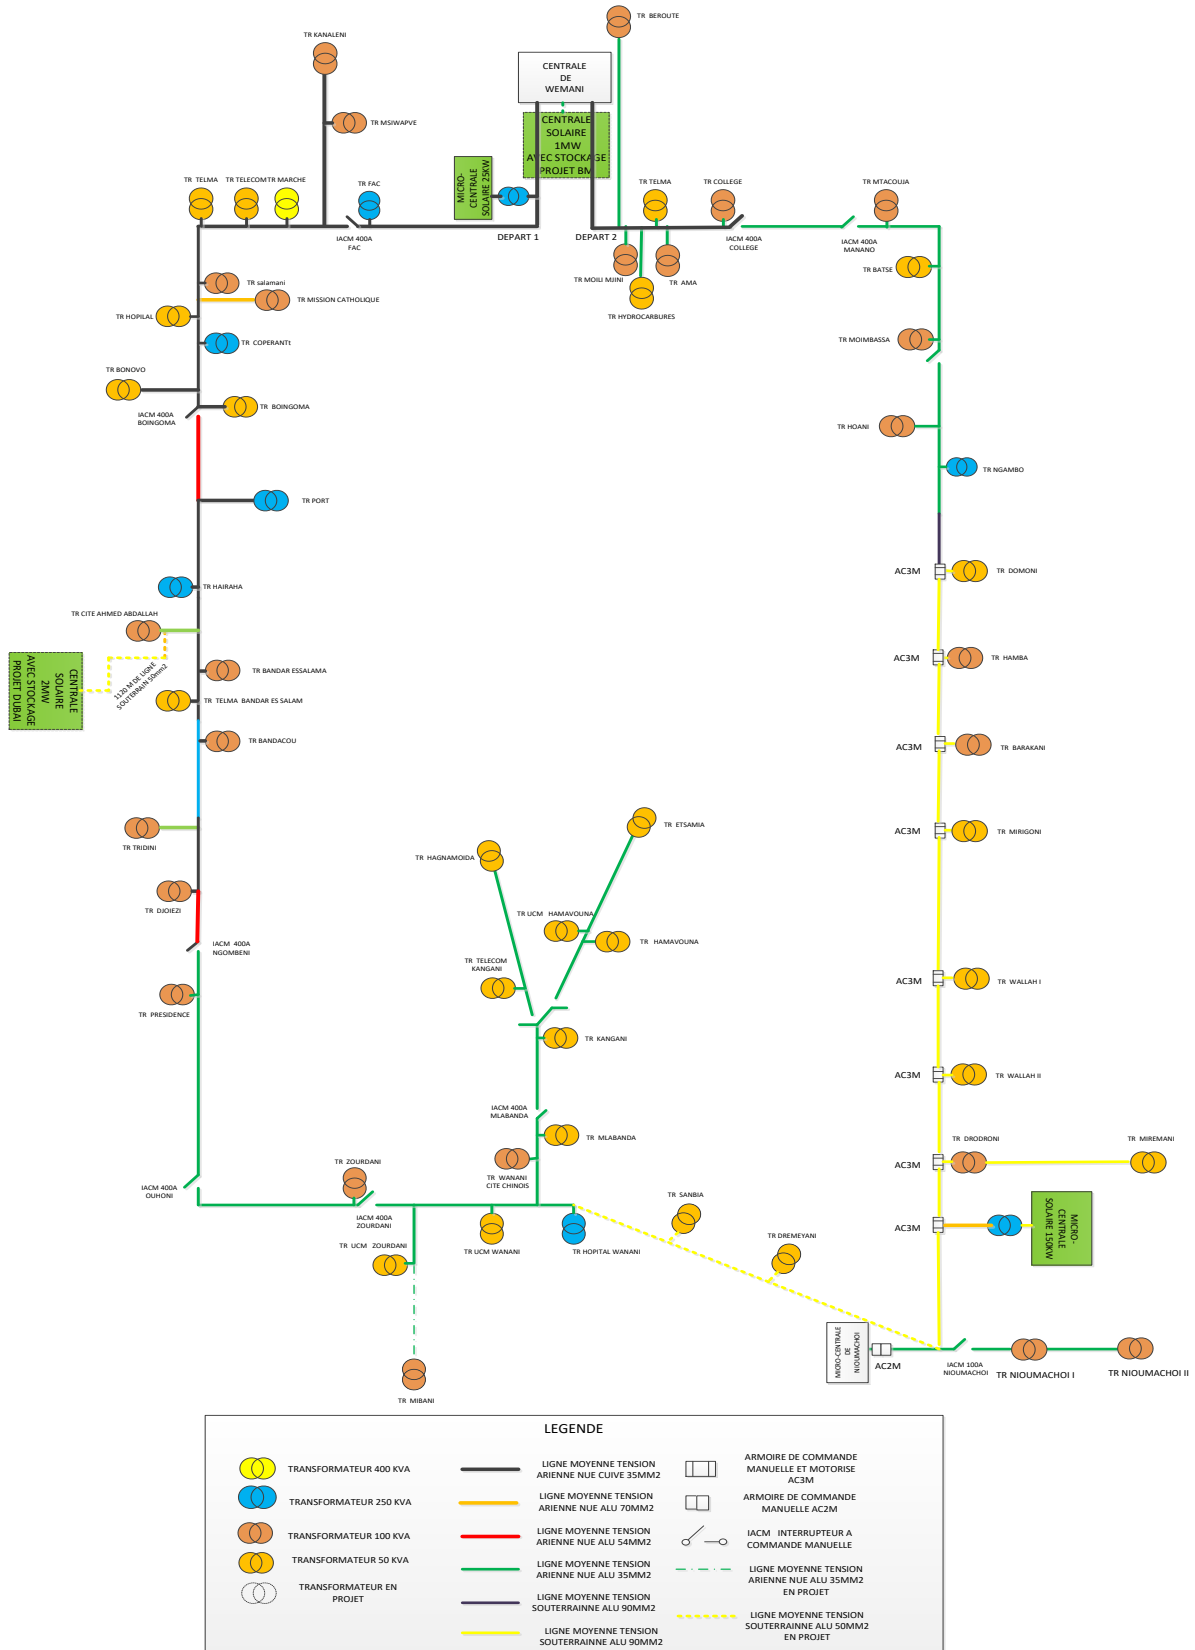 TR BEROUTE
TR KANALENI
CENTRALE
DE
WEMANI
CENTRALE
SOLAIRE
1MW
AVEC STOCKAGE
PROJET BM
TR MSIWAPVE
MICRO-
CENTRALE
SOLAIRE 25KW
TR TELMA
TR TELECOM
TR MARCHE
TR FAC
TR TELMA
TR COLLEGE
TR MTACOUJA
IACM 400A
FAC
DEPART 1
DEPART 2
IACM 400A
COLLEGE
IACM 400A
MANANO
TR MOILI MJINI
TR AMA
TR HYDROCARBURES
TR BATSE
TR salamani
TR MISSION CATHOLIQUE
TR HOPILAL
TR COPERANTt
TR MOIMBASSA
TR BONOVO
IACM 400A
BOINGOMA
TR BOINGOMA
TR HOANI
TR NGAMBO
TR PORT
TR HAIRAHA
AC3M
TR DOMONI
TR CITE AHMED ABDALLAH
CENTRALE
SOLAIRE
2MW
AVEC STOCKAGE
PROJET DUBAI
1120 M DE LIGNE
SOUTERRAIN 50mm2
TR BANDAR ESSALAMA
TR TELMA BANDAR ES SALAM
AC3M
TR HAMBA
TR BANDACOU
AC3M
TR BARAKANI
TR TRIDINI
TR ETSAMIA
TR HAGNAMOIDA
AC3M
TR MIRIGONI
TR DJOIEZI
TR UCM HAMAVOUNA
TR HAMAVOUNA
IACM 400A
NGOMBENI
TR TELECOM
KANGANI
AC3M
TR WALLAH I
TR PRESIDENCE
TR KANGANI
AC3M
TR WALLAH II
IACM 400A
MLABANDA
TR MLABANDA
TR DRODRONI
TR MIREMANI
AC3M
TR ZOURDANI
TR WANANI
CITE CHINOIS
IACM 400A
OUHONI
IACM 400A
ZOURDANI
TR SANBIA
AC3M
MICRO-
CENTRALE
SOLAIRE 150KW
TR UCM ZOURDANI
TR UCM WANANI
TR HOPITAL WANANI
TR DREMEYANI
MICRO-CENTRALE
DE
NIOUMACHOI
AC2M
IACM 100A
NIOUMACHOI
TR NIOUMACHOI I
TR NIOUMACHOI II
TR MIBANI
LEGENDE
TRANSFORMATEUR 400 KVA
TRANSFORMATEUR 250 KVA
TRANSFORMATEUR 100 KVA
TRANSFORMATEUR 50 KVA
TRANSFORMATEUR EN
PROJET
LIGNE MOYENNE TENSION
ARIENNE NUE CUIVE 35MM2
LIGNE MOYENNE TENSION
ARIENNE NUE ALU 70MM2
LIGNE MOYENNE TENSION
ARIENNE NUE ALU 54MM2
LIGNE MOYENNE TENSION
ARIENNE NUE ALU 35MM2
LIGNE MOYENNE TENSION
SOUTERRAINNE ALU 90MM2
LIGNE MOYENNE TENSION
SOUTERRAINNE ALU 90MM2
ARMOIRE DE COMMANDE
MANUELLE ET MOTORISE
AC3M
ARMOIRE DE COMMANDE
MANUELLE AC2M
IACM INTERRUPTEUR A
COMMANDE MANUELLE
LIGNE MOYENNE TENSION
ARIENNE NUE ALU 35MM2
EN PROJET
LIGNE MOYENNE TENSION
SOUTERRAINNE ALU 50MM2
EN PROJET